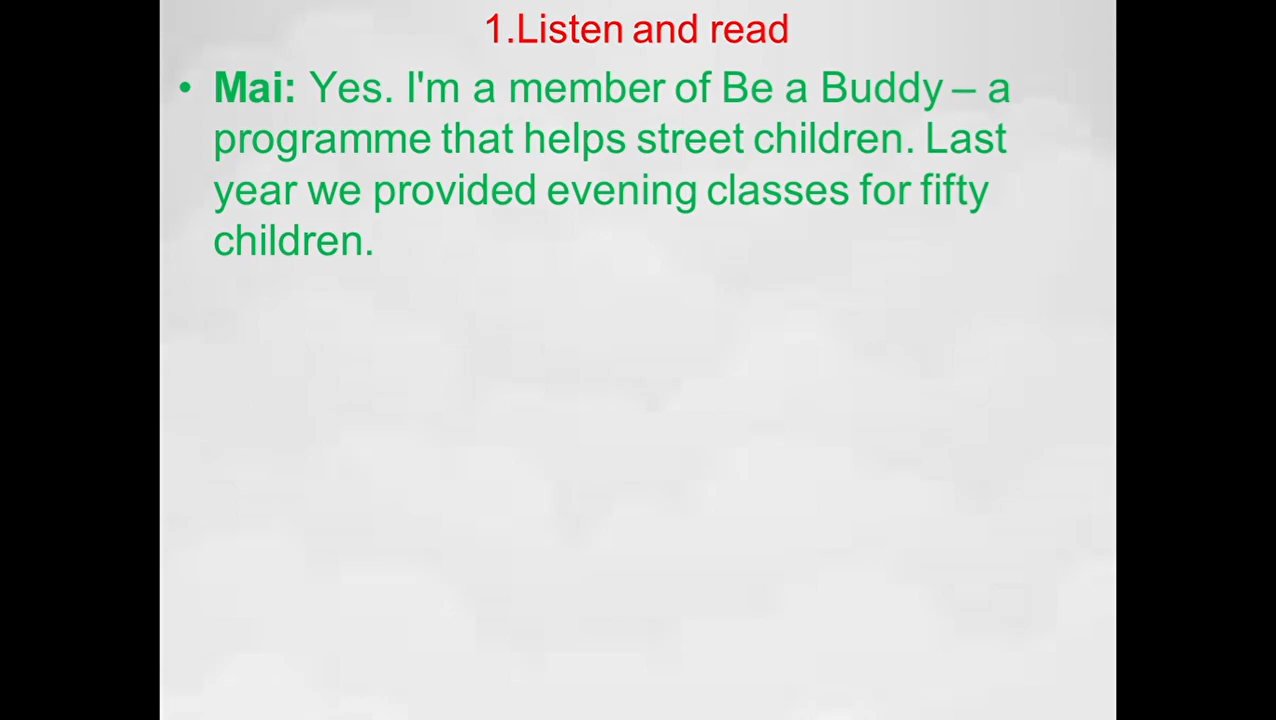 1.Listen and read
• Mai: Yes. I'm a member of Be a Buddy – a
programme that helps street children. Last
year we provided evening classes for fifty
children.